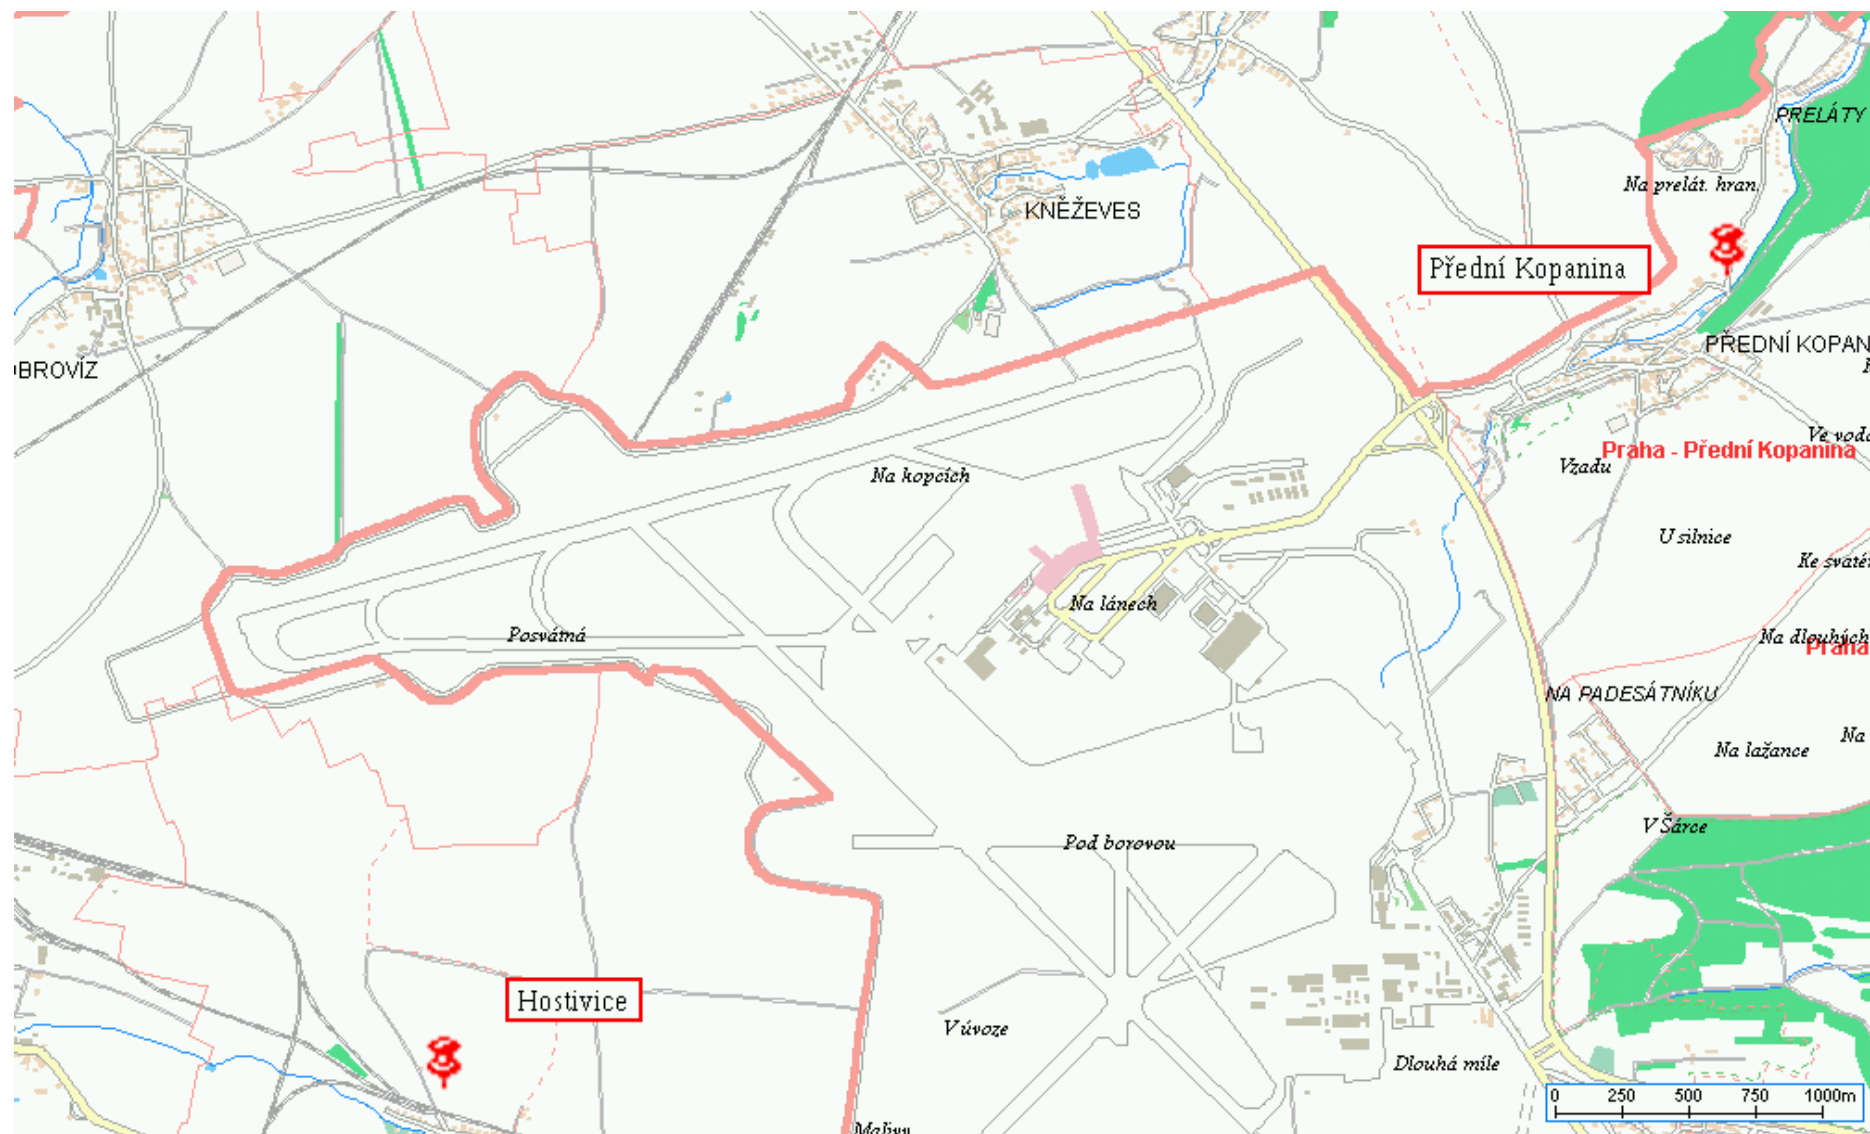 PRELÁTY
Na prelát. hran.
KNĚŽEVES
Přední Kopanina
PŘEDNÍ KOPAN
BROVÍZ
Ve vodá
Praha - Přední Kopanina
Vzadu
Na kopcích
U silnice
Ke svaté
Na lánech
Posvátná
Na dlouhých
Praha
NA PADESÁTNÍKU
Na
Na lažance
V Šárce
Pod borovou
Hostivice
V úvoze
Dlouhá míle
0 250 500 750 1000m